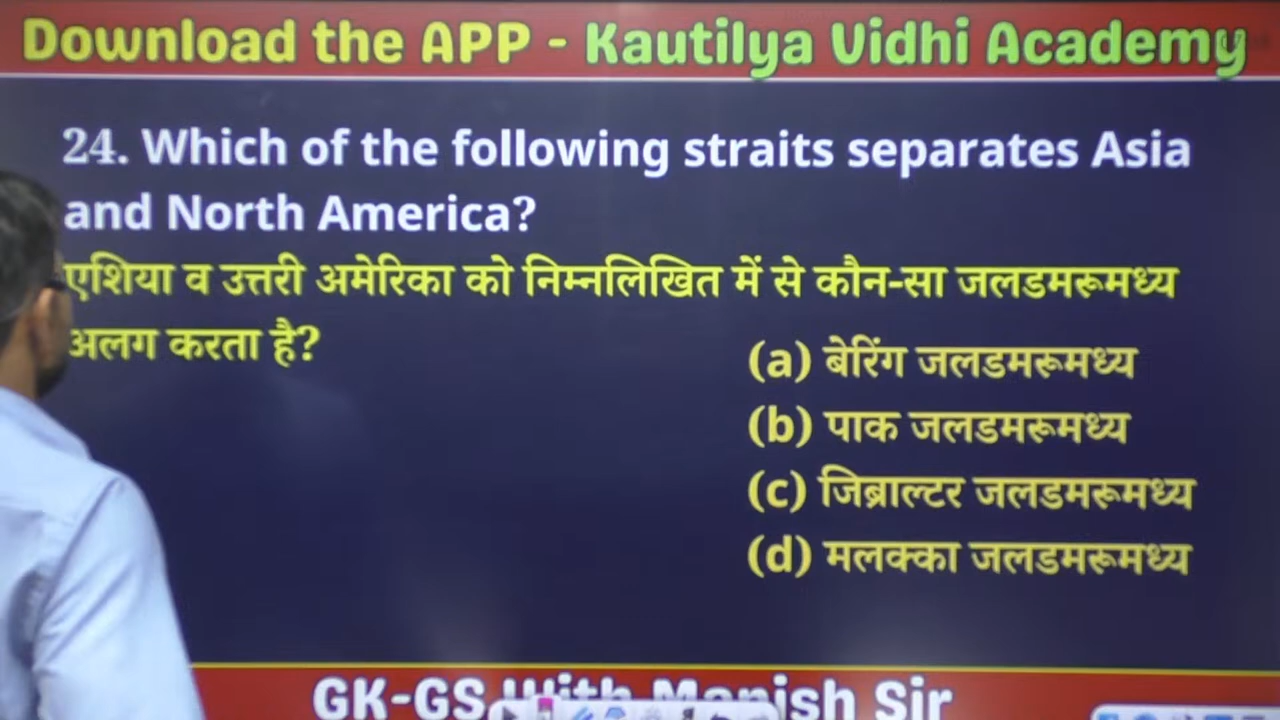 Download the APP - Kautilya Vidhi Academy
24. Which of the following straits separates Asia
and North America?
एशिया व उत्तरी अमेरिका को निम्नलिखित में से कौन-सा जलडमरूमध्य
अलग करता है?
(a) बेरिंग जलडमरूमध्य
(b) पाक जलडमरूमध्य
(c) जिब्राल्टर जलडमरूमध्य
(d) मलक्का जलडमरूमध्य
GK-GS With Manish Sir